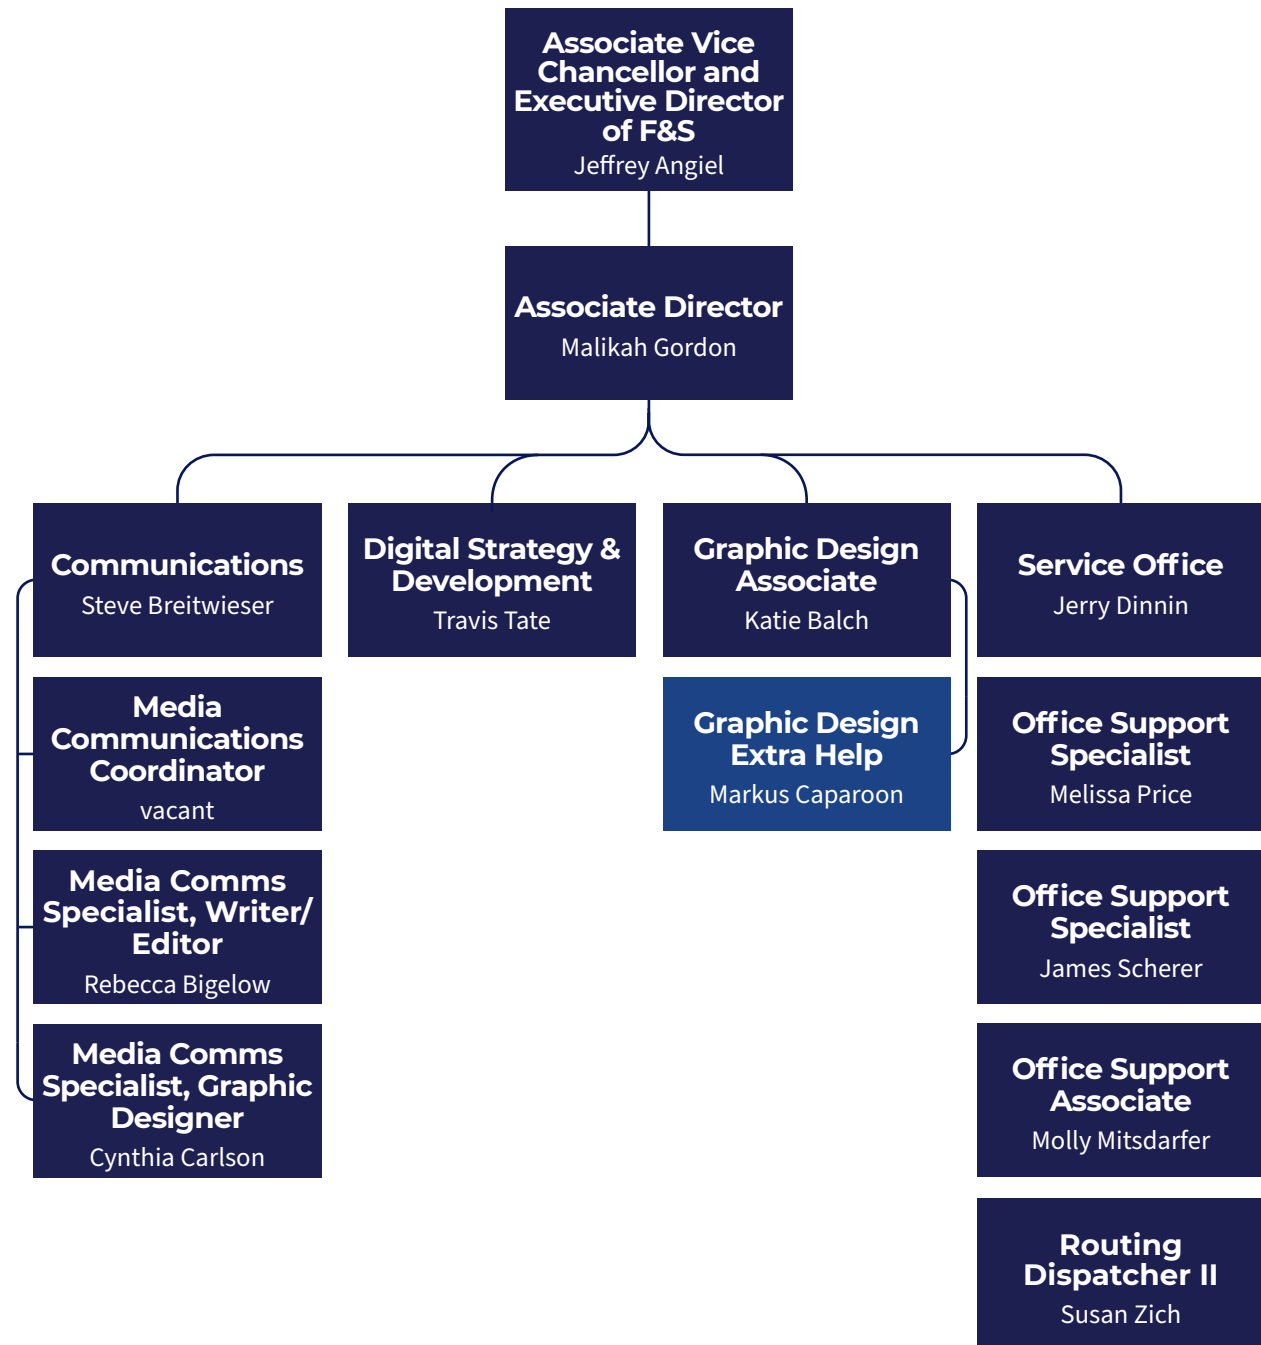 Associate Vice
Chancellor and
Executive Director
of F&S
Jeffrey Angiel
Associate Director
Malikah Gordon
Communications
Steve Breitwieser
Digital Strategy &
Development
Travis Tate
Graphic Design
Associate
Katie Balch
Service Office
Jerry Dinnin
Media
Communications
Coordinator
vacant
Graphic Design
Extra Help
Markus Caparoon
Office Support
Specialist
Melissa Price
Media Comms
Specialist, Writer/
Editor
Rebecca Bigelow
Office Support
Specialist
James Scherer
Media Comms
Specialist, Graphic
Designer
Cynthia Carlson
Office Support
Associate
Molly Mitsdarfer
Routing
Dispatcher II
Susan Zich